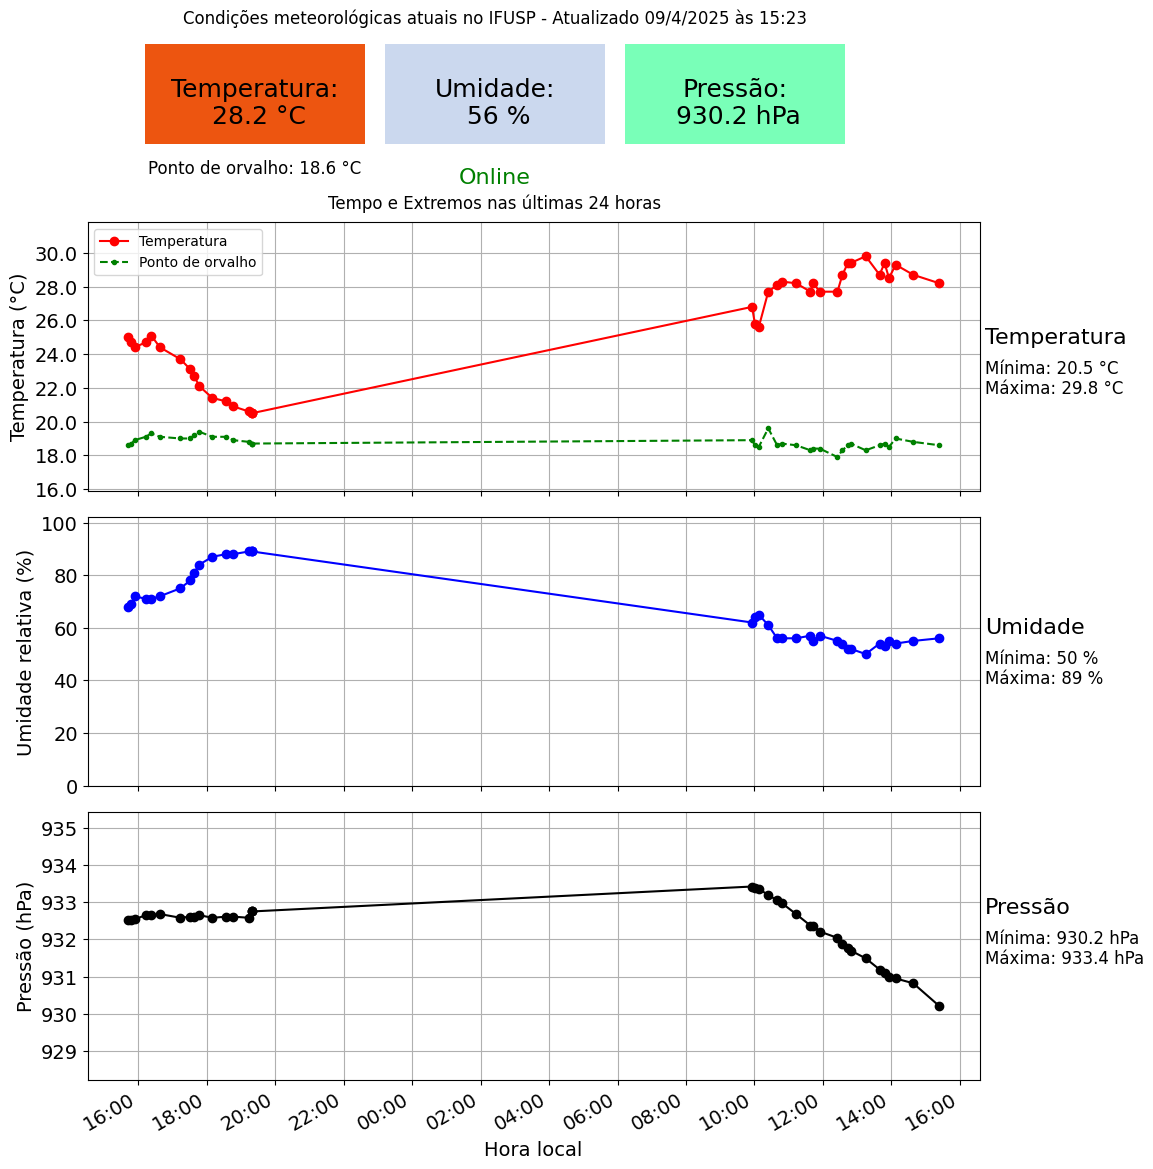 Condições meteorológicas atuais no IFUSP - Atualizado 09/4/2025 às 15:23
Temperatura:
28.2 °C
Umidade:
56 %
Pressão:
930.2 hPa
Ponto de orvalho: 18.6 °C
Online
Tempo e Extremos nas últimas 24 horas
Temperatura
Ponto de orvalho
Temperatura (°C)
30.0
28.0
26.0
24.0
22.0
20.0
18.0
16.0
Temperatura
Mínima: 20.5 °C
Máxima: 29.8 °C
Umidade relativa (%)
100
80
60
40
20
0
Umidade
Mínima: 50 %
Máxima: 89 %
Pressão (hPa)
935
934
933
932
931
930
929
Pressão
Mínima: 930.2 hPa
Máxima: 933.4 hPa
16:00 18:00 20:00 22:00 00:00 02:00 04:00 06:00 08:00 10:00 12:00 14:00 16:00
Hora local